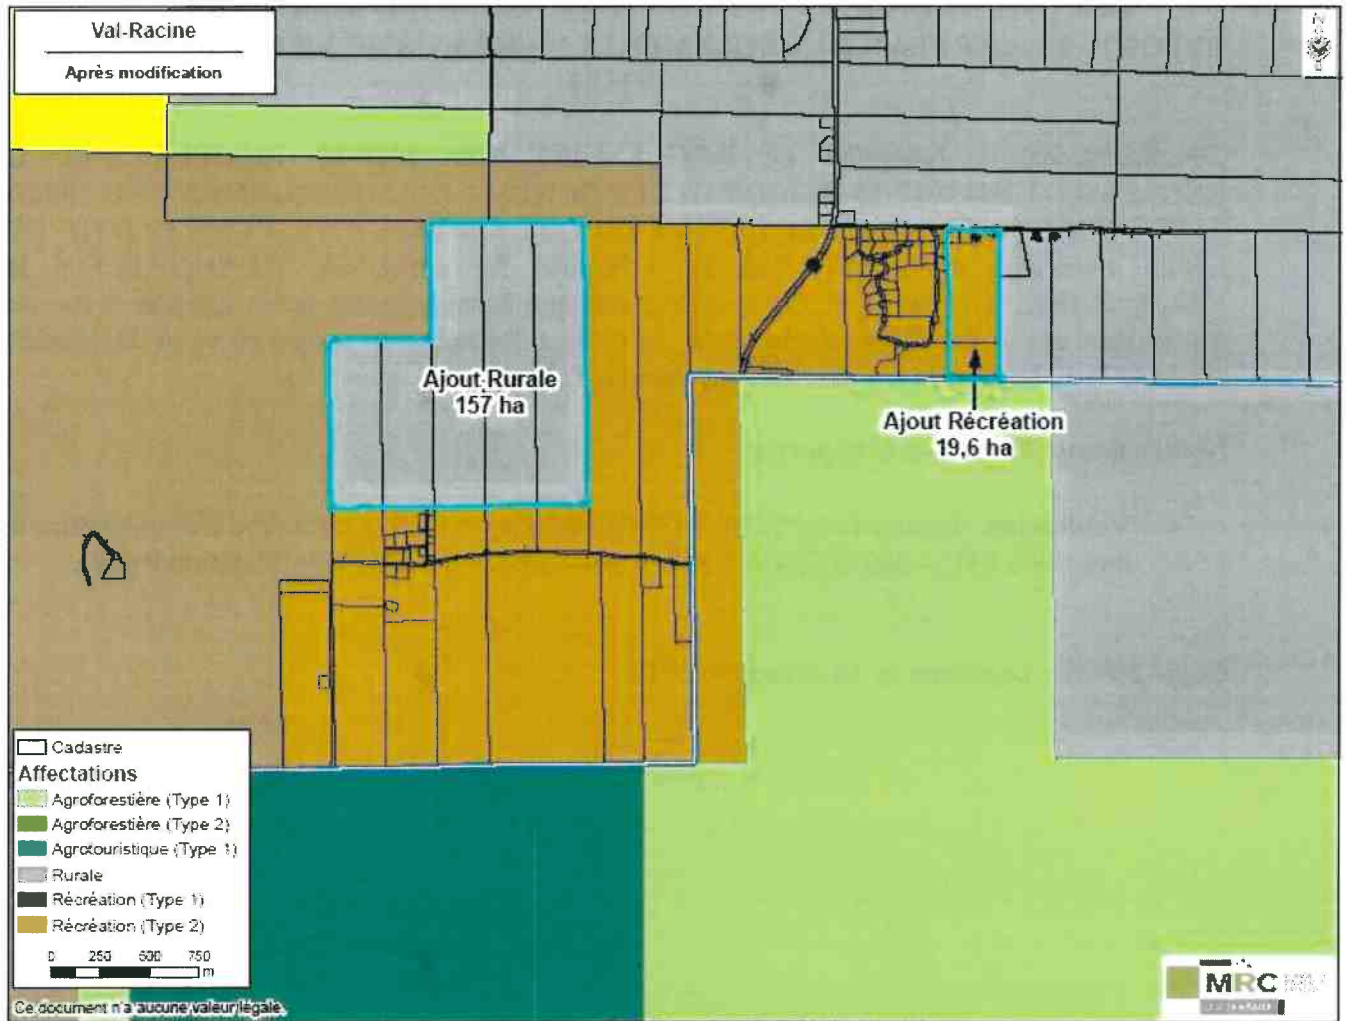 Val-Racine
Après modification
N
Ajout Rurale
157 ha
Ajout Récréation
19,6 ha
Cadastre
Affectations
Agroforestière (Type 1)
Agroforestière (Type 2)
Agrotouristique (Type 1)
Rurale
Récréation (Type 1)
Récréation (Type 2)
0 250 500 750
m
Ce document n'a aucune valeur légale.
MRC